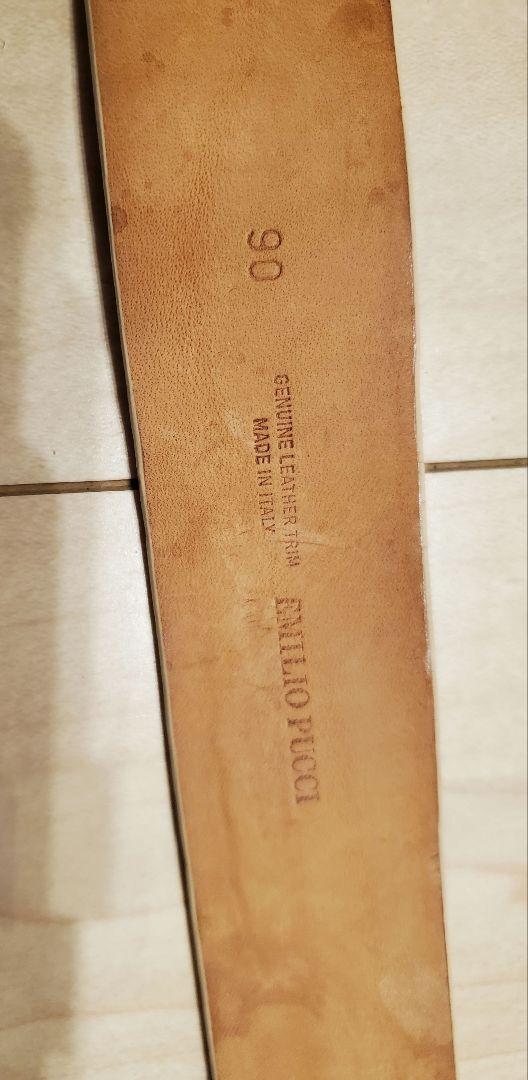 90
GENUINE LEATHER TRIM
MADE IN ITALY
EMILIO PUCCI